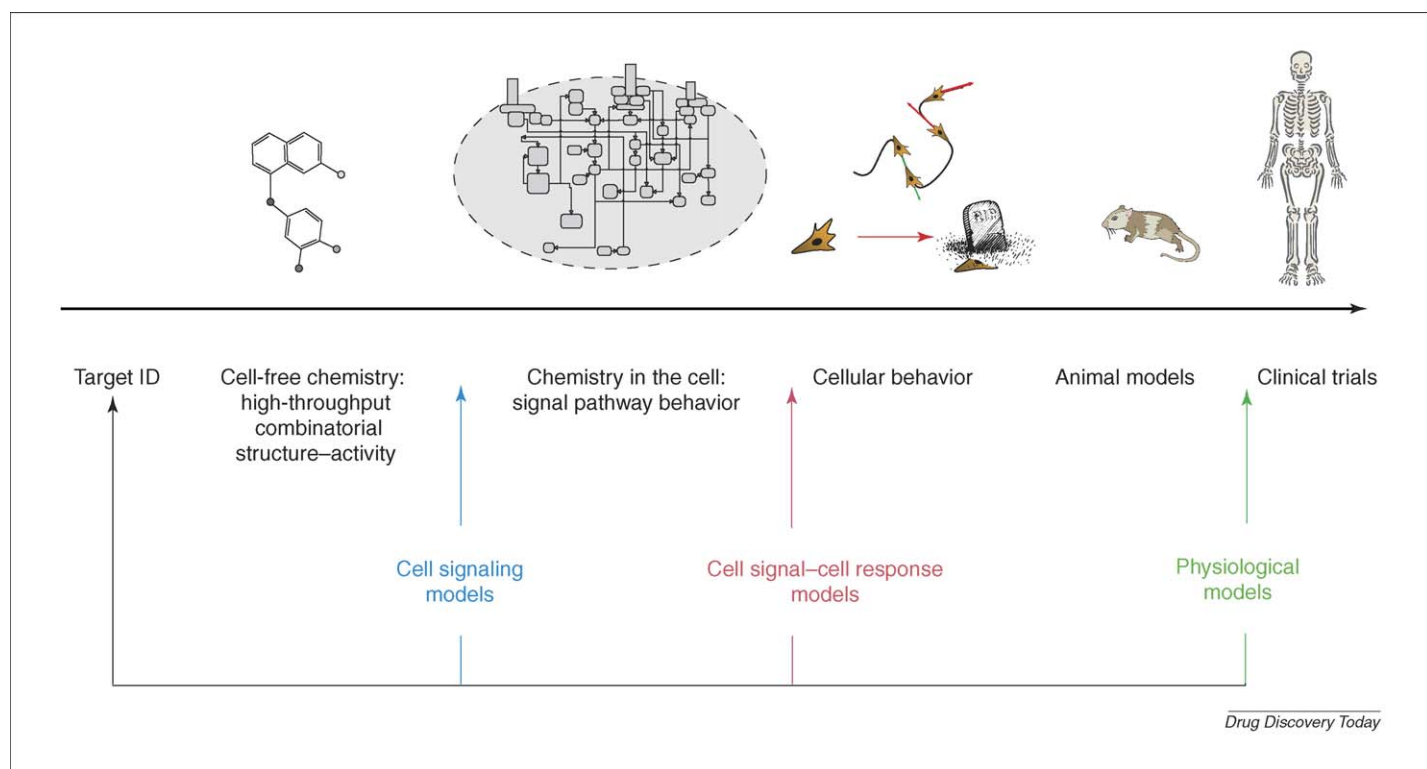 RIP
Target ID
Cell-free chemistry:
high-throughput
combinatorial
structure–activity
Chemistry in the cell:
signal pathway behavior
Cellular behavior
Animal models
Clinical trials
Cell signaling
models
Cell signal–cell response
models
Physiological
models
Drug Discovery Today